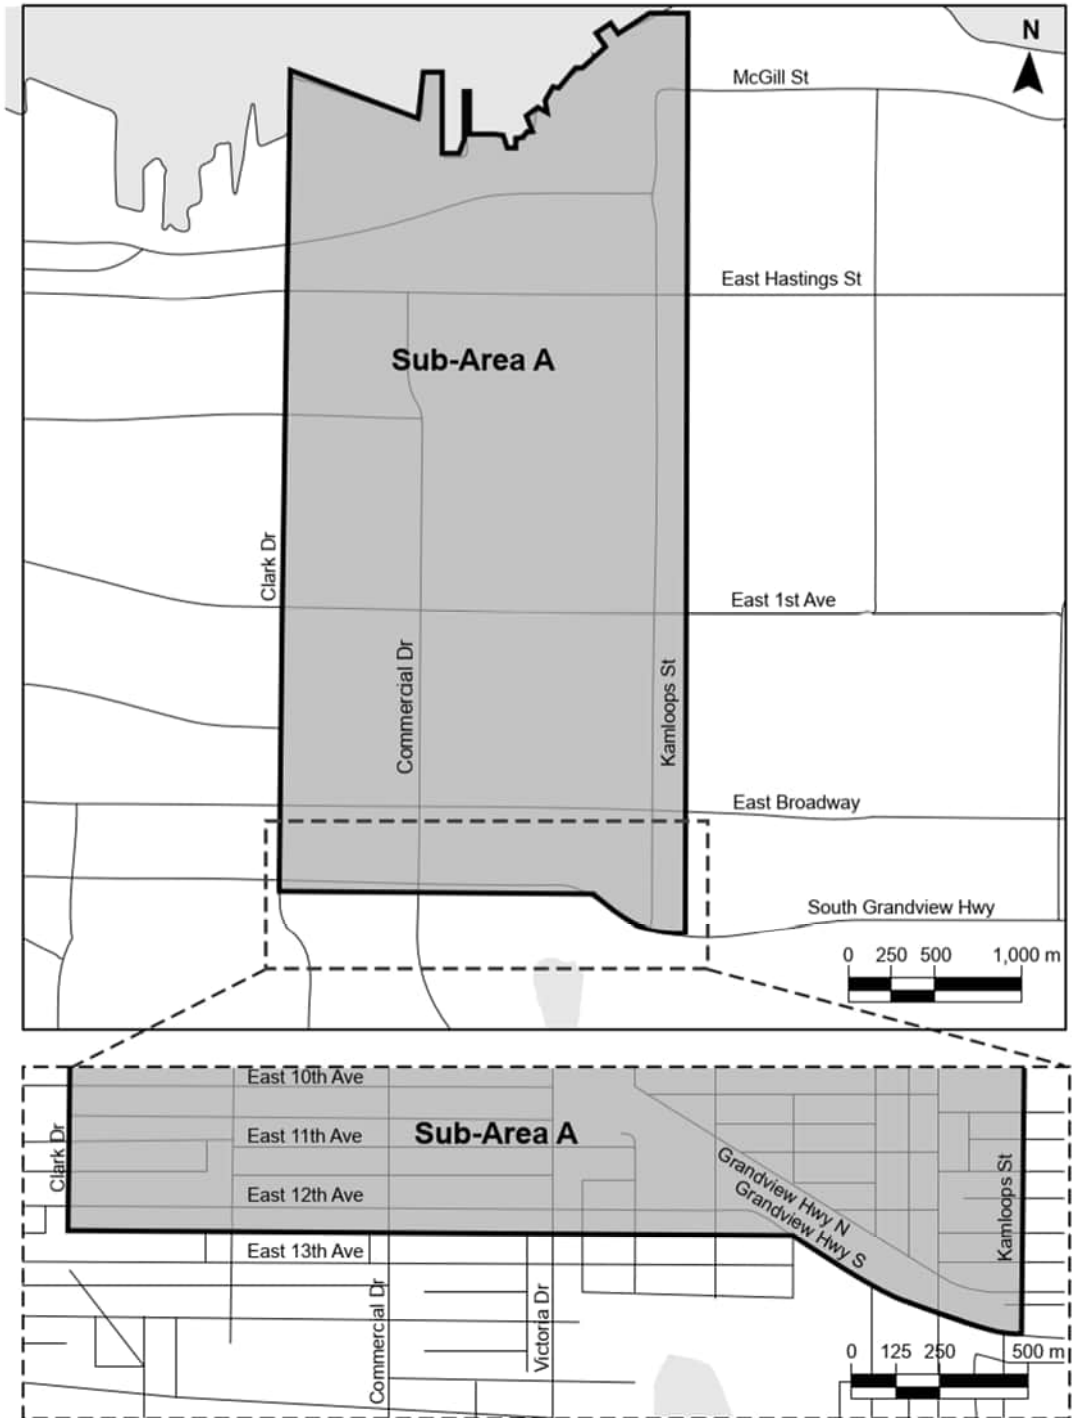 N
McGill St
East Hastings St
Sub-Area A
Clark Dr
East 1st Ave
Commercial Dr
Kamloops St
East Broadway
South Grandview Hwy
0 250 500 1,000 m
East 10th Ave
Clark Dr
East 11th Ave
Sub-Area A
Grandview Hwy N
Grandview Hwy S
Kamloops St
East 12th Ave
East 13th Ave
Commercial Dr
Victoria Dr
0 125 250 500 m